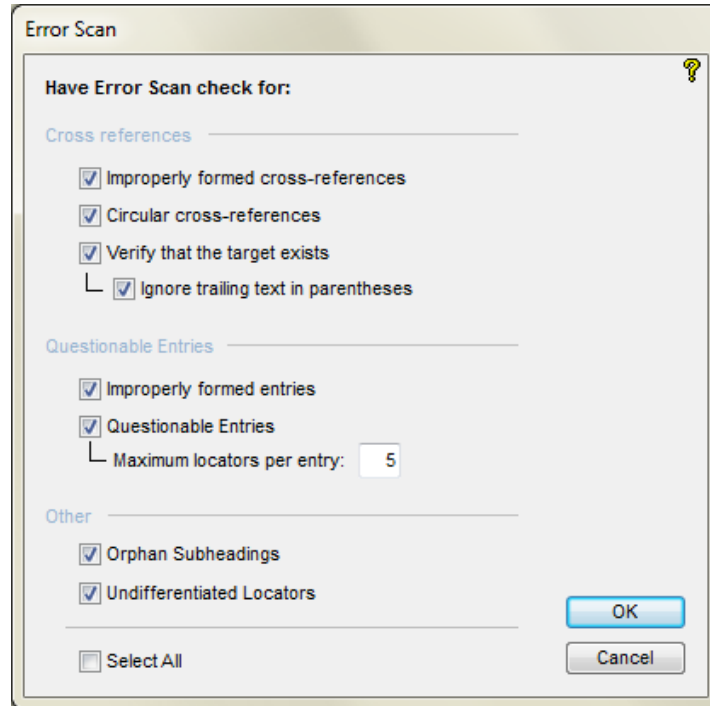 Error Scan
Have Error Scan check for:
Cross references
Improperly formed cross-references
Circular cross-references
Verify that the target exists
Ignore trailing text in parentheses
Questionable Entries
Improperly formed entries
Questionable Entries
Maximum locators per entry: 5
Other
Orphan Subheadings
Undifferentiated Locators
OK
Select All
Cancel